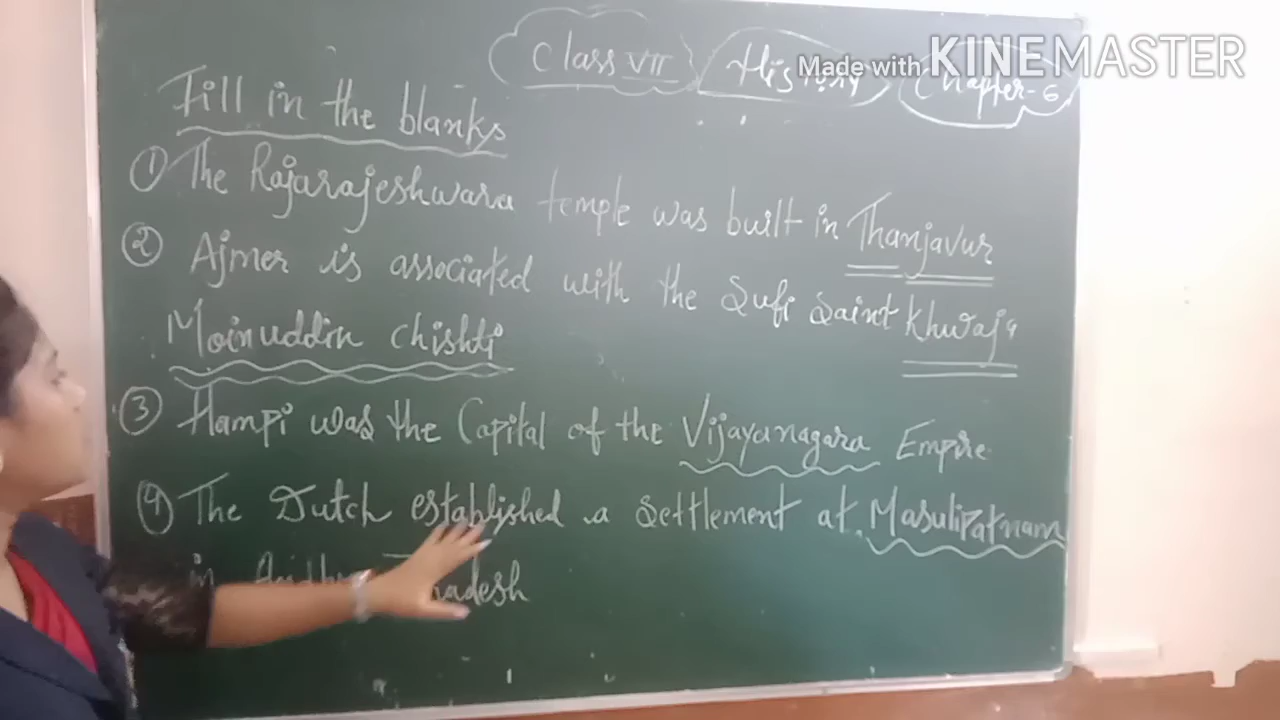 Class VII History Chapter-6
Made with KINEMASTER
Fill in the blanks
① The Rajarajeshwara temple was built in Thanjavur
② Ajmer is associated with the Sufi Saint Khwaja
Moinuddin chishti
③ Hampi was the Capital of the Vijayanagara Empire
④ The Dutch established a Settlement at Masulipatnam
in